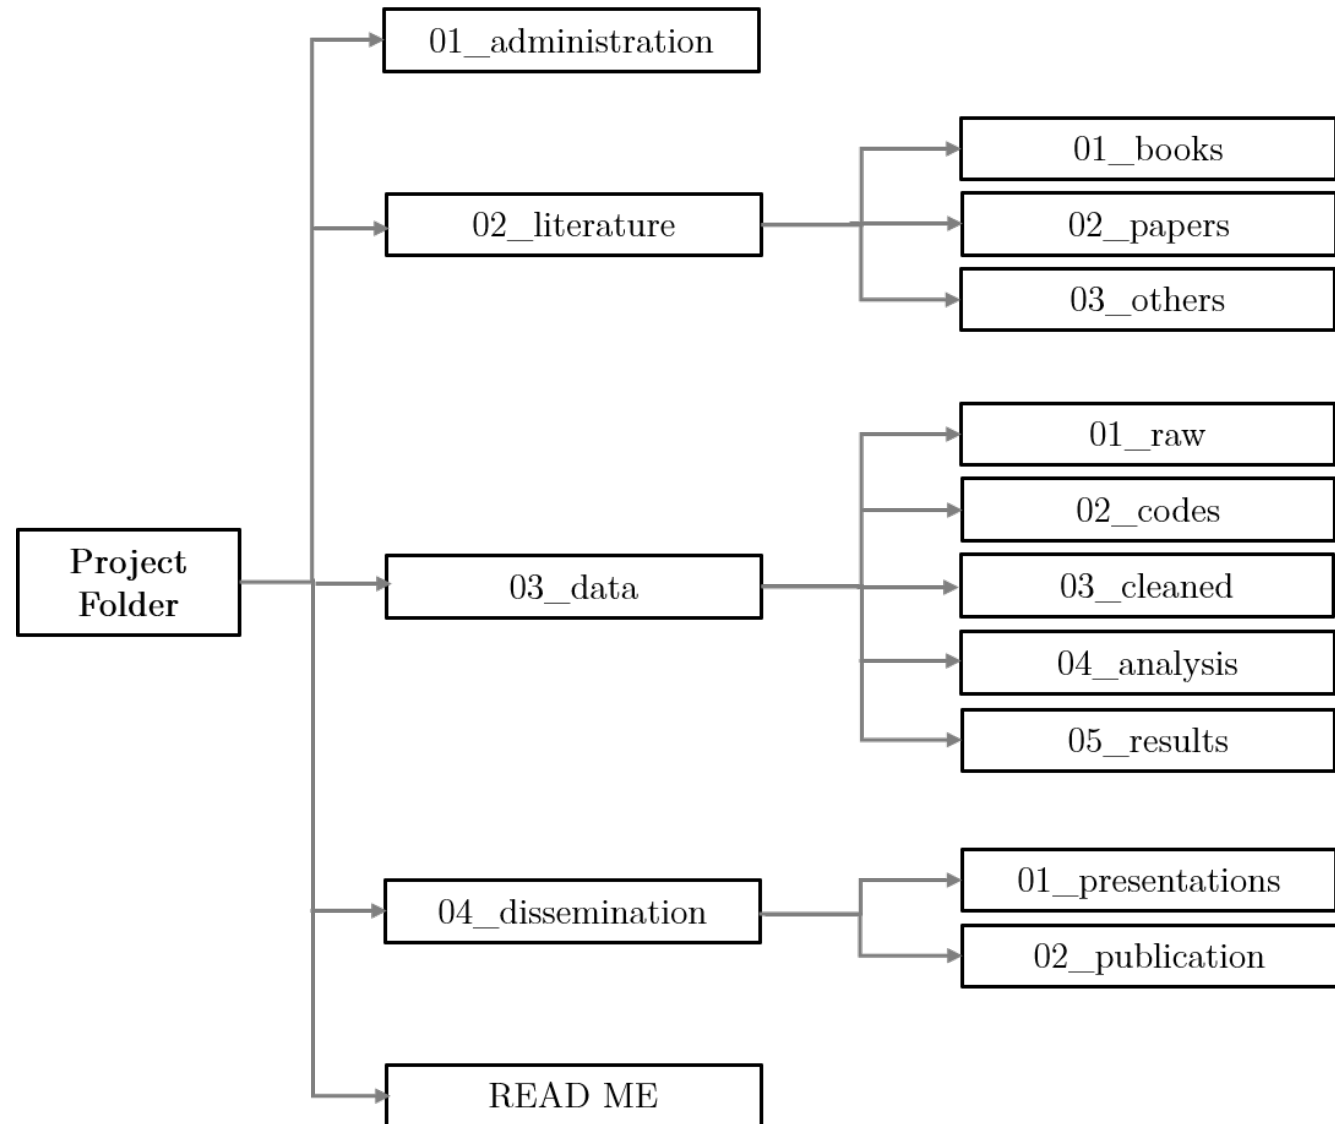 01_administration
01_books
02_literature
02_papers
03_others
01_raw
02_codes
Project
Folder
03_data
03_cleaned
04_analysis
05_results
01_presentations
04_dissemination
02_publication
READ ME